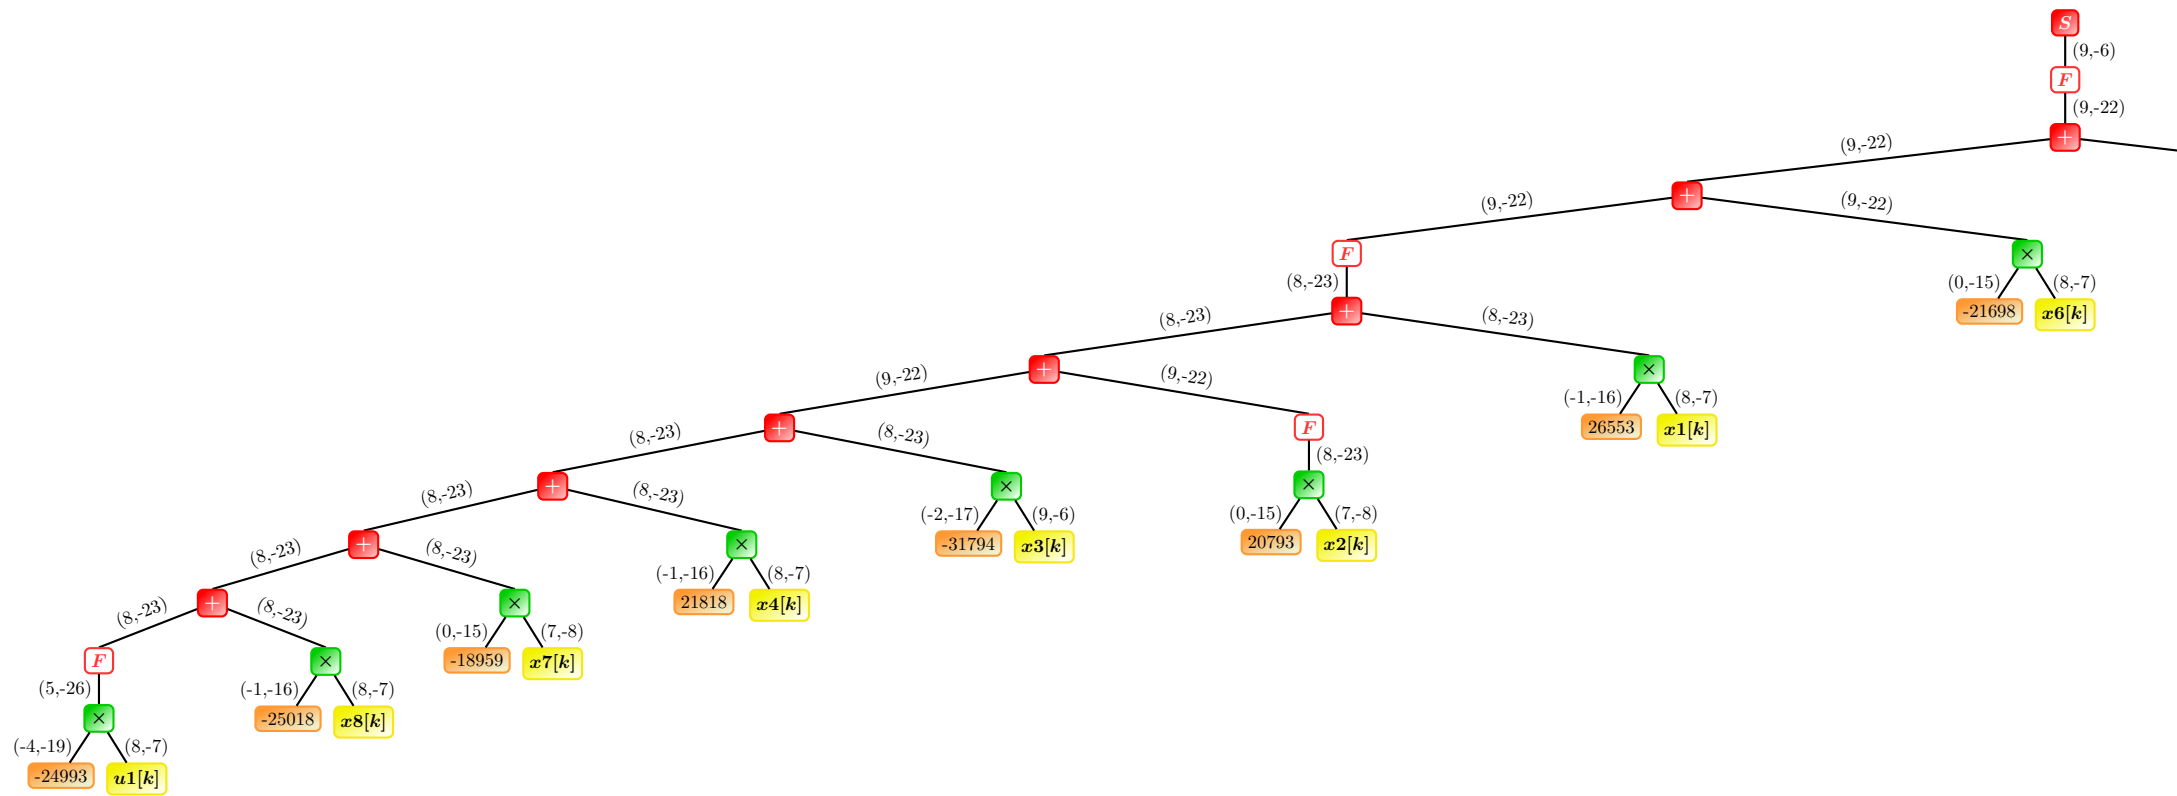 S
(9,-6)
F
(9,-22)
+
(9,-22)
+
(9,-22) (9,-22)
F ×
(8,-23) (0,-15) (8,-7)
+ -21698 x6[k]
(8,-23) (8,-23)
+ ×
(9,-22) (9,-22) (-1,-16) (8,-7)
+ F 26553 x1[k]
(8,-23) (8,-23) (8,-23)
+ × ×
(8,-23) (8,-23) (-2,-17) (9,-6) (0,-15) (7,-8)
+ × -31794 x3[k] 20793 x2[k]
(8,-23) (8,-23) (-1,-16) (8,-7)
+ × 21818 x4[k]
(8,-23) (8,-23) (0,-15) (7,-8)
F × -18959 x7[k]
(5,-26) (-1,-16) (8,-7)
× -25018 x8[k]
(-4,-19) (8,-7)
-24993 u1[k]